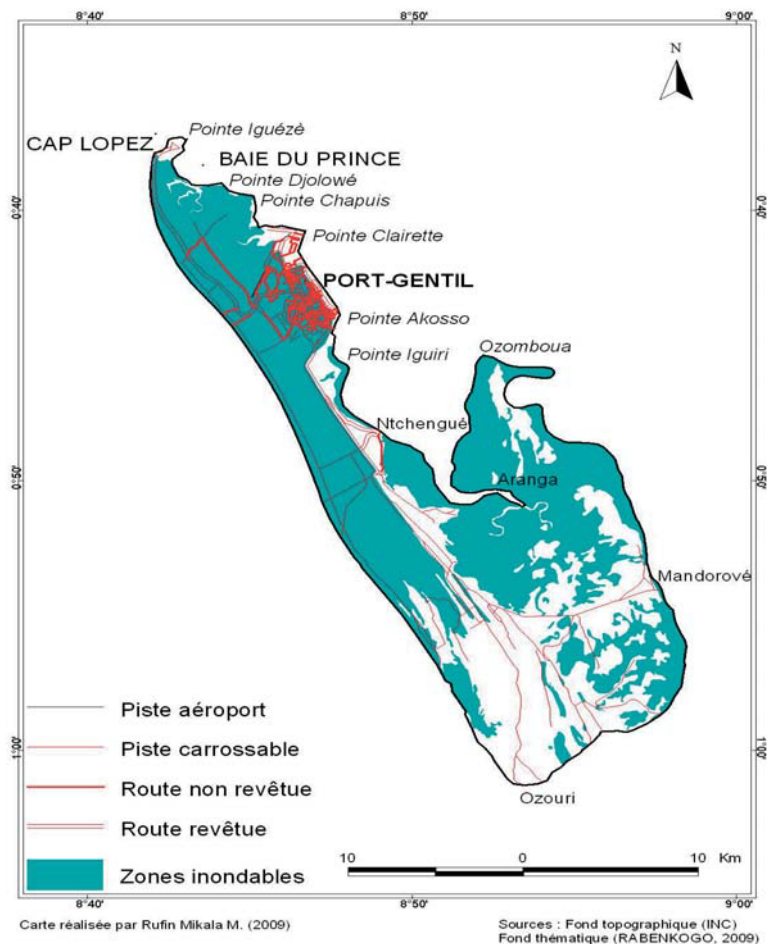 8°40' 8°50' 9°00'
N
Pointe Iguézè
CAP LOPEZ
BAIE DU PRINCE
Pointe Djolowé
0°40' 0°40'
Pointe Chapuis
Pointe Clairette
PORT-GENTIL
Pointe Akosso
Pointe Iguiri
Ozomboua
Ntchengué
0°50' 0°50'
Aranga
Mandorové
Piste aéroport
Piste carrossable
1°00' 1°00'
Route non revêtue
Ozouri
Route revêtue
10 0 10 Km
Zones inondables
8°40' 8°50' 9°00'
Carte réalisée par Rufin Mikala M. (2009)
Sources : Fond topographique (INC)
Fond thématique (RABENKOGO, 2009)